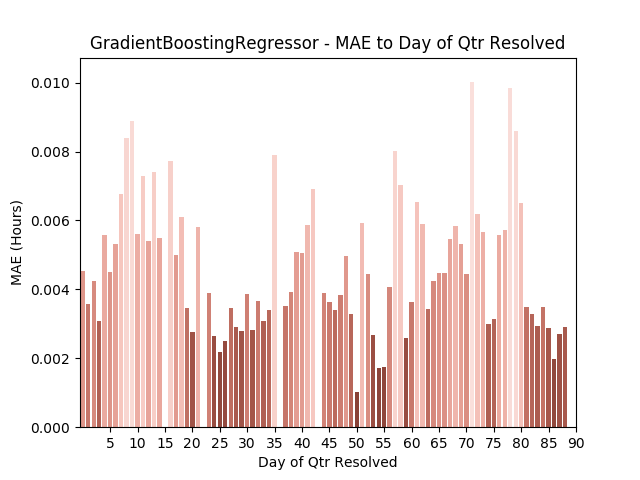 GradientBoostingRegressor - MAE to Day of Qtr Resolved
0.010
0.008
0.006
0.004
0.002
0.000
MAE (Hours)
5 10 15 20 25 30 35 40 45 50 55 60 65 70 75 80 85 90
Day of Qtr Resolved